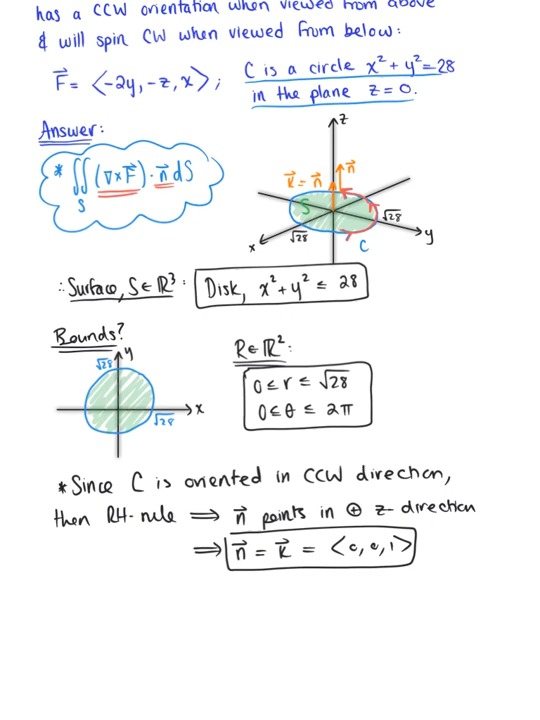 has a CCW orientation when viewed from above
& will spin CW when viewed from below:
F⃗ = ⟨-2y, -z, x⟩ ; C is a circle x² + y² = 28
in the plane z = 0.
Answer:
* ∬ (∇×F⃗) · n⃗ dS
S
z
k⃗ = n⃗
n⃗
S
√28
√28
x
C
y
∴ Surface, S ∈ ℝ³: Disk, x² + y² ≤ 28
Bounds?
√28
y
x
√28
R ∈ ℝ²:
0 ≤ r ≤ √28
0 ≤ θ ≤ 2π
* Since C is oriented in CCW direction,
then RH-rule ⟹ n⃗ points in ⊕ z-direction
⟹ n⃗ = k⃗ = ⟨0, 0, 1⟩